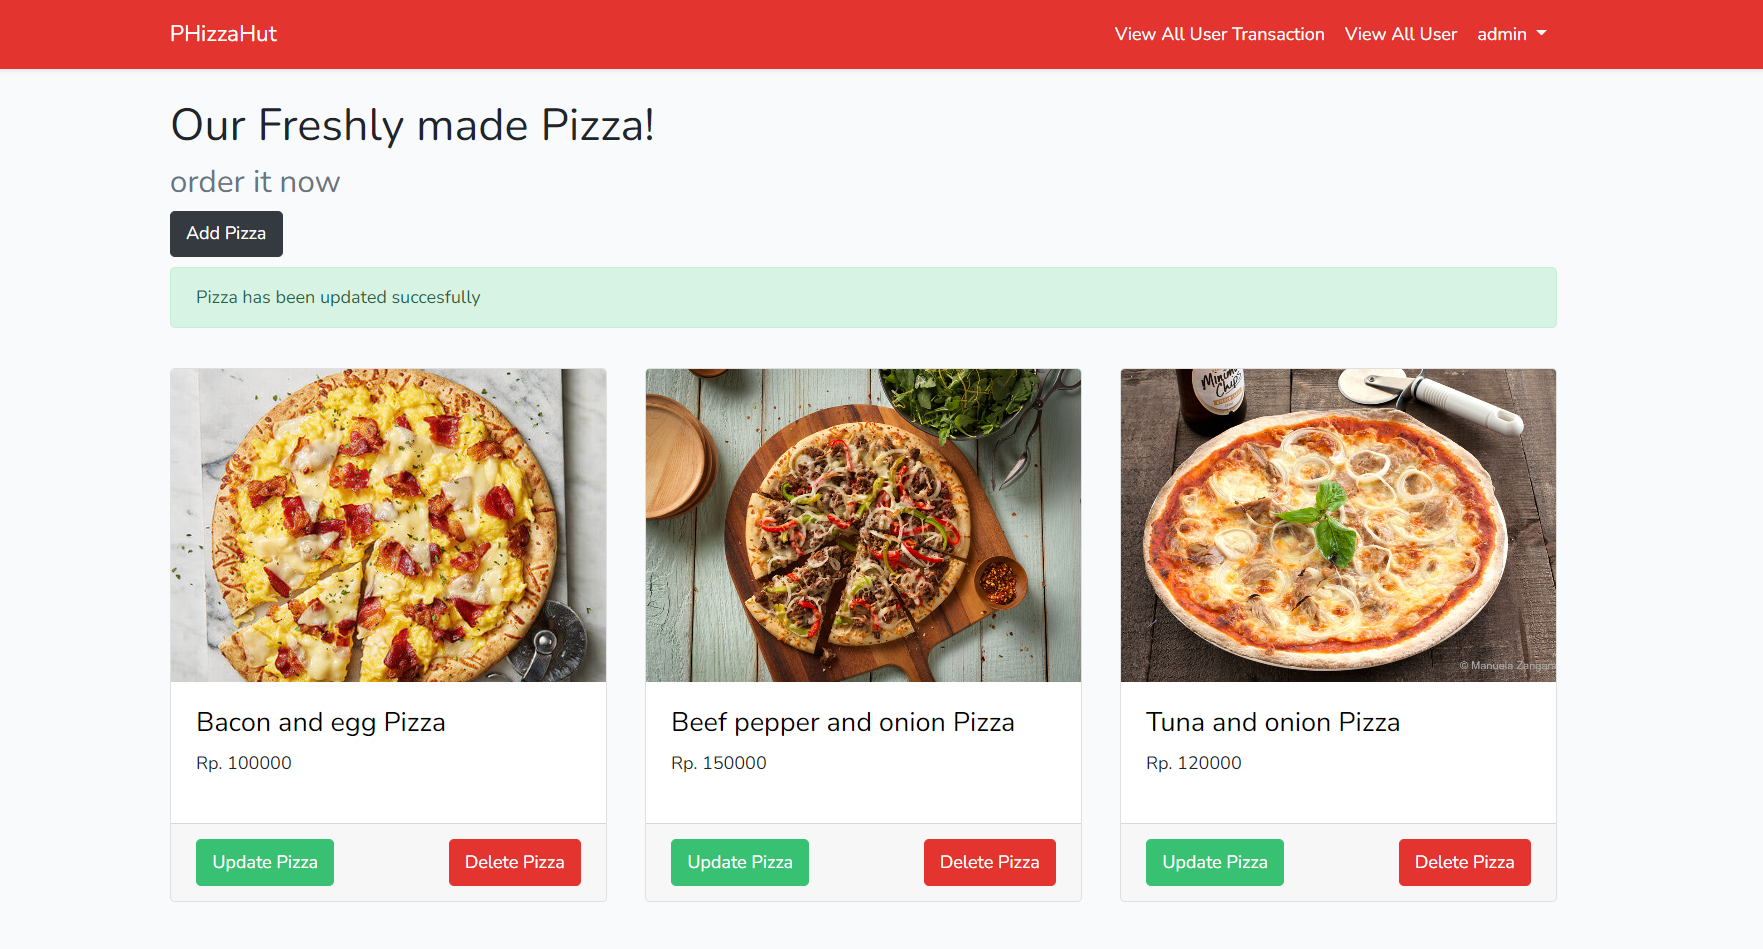 PHizzaHut
View All User Transaction
View All User
admin
Our Freshly made Pizza!
order it now
Add Pizza
Pizza has been updated succesfully
© Manuela Zangara
Bacon and egg Pizza
Rp. 100000
Update Pizza
Delete Pizza
Beef pepper and onion Pizza
Rp. 150000
Update Pizza
Delete Pizza
Tuna and onion Pizza
Rp. 120000
Update Pizza
Delete Pizza